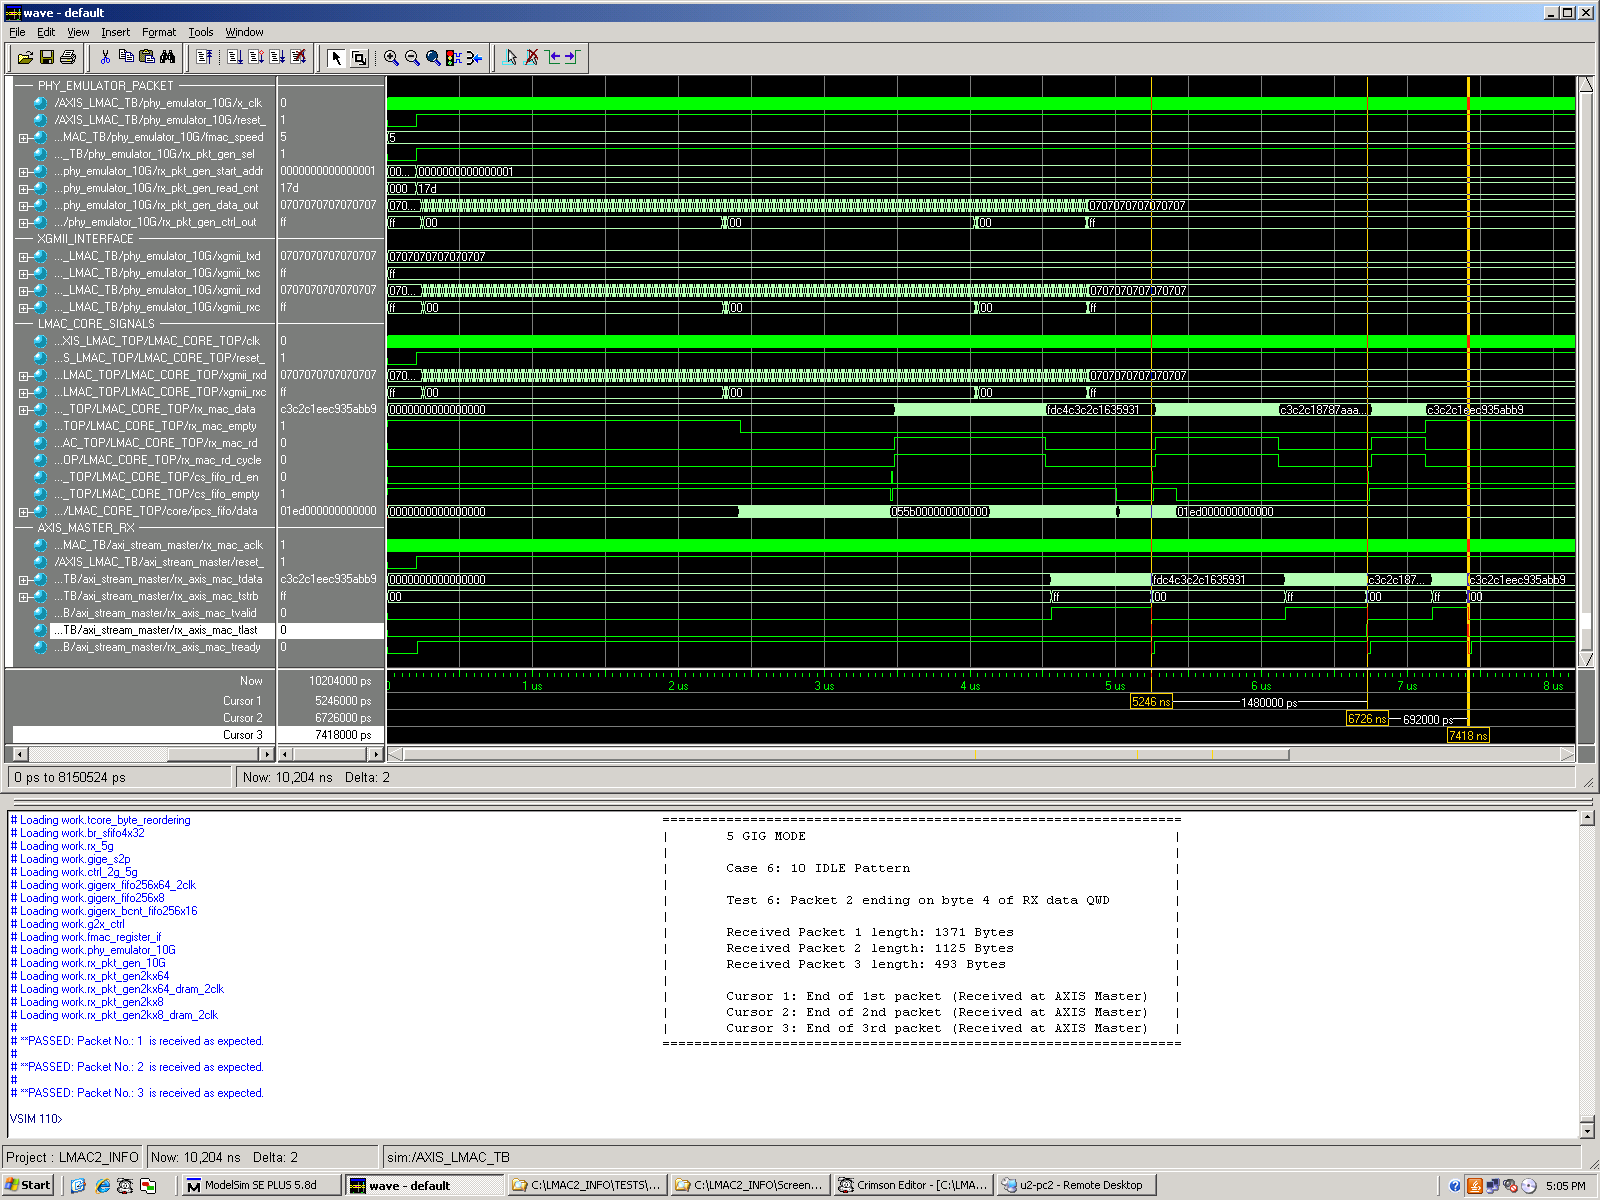 wave - default
File Edit View Insert Format Tools Window
PHY_EMULATOR_PACKET
/AXIS_LMAC_TB/phy_emulator_10G/x_clk 0
/AXIS_LMAC_TB/phy_emulator_10G/reset_ 1
...MAC_TB/phy_emulator_10G/fmac_speed 5 5
..._TB/phy_emulator_10G/rx_pkt_gen_sel 1
...phy_emulator_10G/rx_pkt_gen_start_addr 0000000000000001 00... 0000000000000001
...phy_emulator_10G/rx_pkt_gen_read_cnt 17d 000 17d
...phy_emulator_10G/rx_pkt_gen_data_out 0707070707070707 070... 0707070707070707
.../phy_emulator_10G/rx_pkt_gen_ctrl_out ff ff 00 00 00 ff
XGMII_INTERFACE
..._LMAC_TB/phy_emulator_10G/xgmii_txd 0707070707070707 0707070707070707
..._LMAC_TB/phy_emulator_10G/xgmii_txc ff ff
..._LMAC_TB/phy_emulator_10G/xgmii_rxd 0707070707070707 070... 0707070707070707
..._LMAC_TB/phy_emulator_10G/xgmii_rxc ff ff 00 00 00 ff
LMAC_CORE_SIGNALS
...XIS_LMAC_TOP/LMAC_CORE_TOP/clk 0
...S_LMAC_TOP/LMAC_CORE_TOP/reset_ 1
...LMAC_TOP/LMAC_CORE_TOP/xgmii_rxd 0707070707070707 070... 0707070707070707
...LMAC_TOP/LMAC_CORE_TOP/xgmii_rxc ff ff 00 00 00 ff
..._TOP/LMAC_CORE_TOP/rx_mac_data c3c2c1eec935abb9 0000000000000000 fdc4c3c2c1635931 c3c2c18787aaa... c3c2c1eec935abb9
...TOP/LMAC_CORE_TOP/rx_mac_empty 1
...AC_TOP/LMAC_CORE_TOP/rx_mac_rd 0
...OP/LMAC_CORE_TOP/rx_mac_rd_cycle 0
..._TOP/LMAC_CORE_TOP/cs_fifo_rd_en 0
..._TOP/LMAC_CORE_TOP/cs_fifo_empty 1
.../LMAC_CORE_TOP/core/ipcs_fifo/data 01ed000000000000 0000000000000000 055b000000000000 01ed000000000000
AXIS_MASTER_RX
...MAC_TB/axi_stream_master/rx_mac_aclk 1
/AXIS_LMAC_TB/axi_stream_master/reset_ 1
...TB/axi_stream_master/rx_axis_mac_tdata c3c2c1eec935abb9 0000000000000000 fdc4c3c2c1635931 c3c2c187... c3c2c1eec935abb9
...TB/axi_stream_master/rx_axis_mac_tstrb ff 00 ff 00 ff 00 ff 00
...B/axi_stream_master/rx_axis_mac_tvalid 0
...TB/axi_stream_master/rx_axis_mac_tlast 0
...B/axi_stream_master/rx_axis_mac_tready 0
Now 10204000 ps 0 1 us 2 us 3 us 4 us 5 us 6 us 7 us 8 us
Cursor 1 5246000 ps 5246 ns 1480000 ps
Cursor 2 6726000 ps 6726 ns 692000 ps
Cursor 3 7418000 ps 7418 ns
0 ps to 8150524 ps Now: 10,204 ns Delta: 2
# Loading work.tcore_byte_reordering
# Loading work.br_sfifo4x32
# Loading work.rx_5g
# Loading work.gige_s2p
# Loading work.ctrl_2g_5g
# Loading work.gigerx_fifo256x64_2clk
# Loading work.gigerx_fifo256x8
# Loading work.gigerx_bcnt_fifo256x16
# Loading work.g2x_ctrl
# Loading work.fmac_register_if
# Loading work.phy_emulator_10G
# Loading work.rx_pkt_gen_10G
# Loading work.rx_pkt_gen2kx64
# Loading work.rx_pkt_gen2kx64_dram_2clk
# Loading work.rx_pkt_gen2kx8
# Loading work.rx_pkt_gen2kx8_dram_2clk
#
# **PASSED: Packet No.: 1 is received as expected.
#
# **PASSED: Packet No.: 2 is received as expected.
#
# **PASSED: Packet No.: 3 is received as expected.
VSIM 110>
5 GIG MODE
Case 6: 10 IDLE Pattern
Test 6: Packet 2 ending on byte 4 of RX data QWD
Received Packet 1 length: 1371 Bytes
Received Packet 2 length: 1125 Bytes
Received Packet 3 length: 493 Bytes
Cursor 1: End of 1st packet (Received at AXIS Master)
Cursor 2: End of 2nd packet (Received at AXIS Master)
Cursor 3: End of 3rd packet (Received at AXIS Master)
Project : LMAC2_INFO Now: 10,204 ns Delta: 2 sim:/AXIS_LMAC_TB
Start ModelSim SE PLUS 5.8d wave - default C:\LMAC2_INFO\TESTS\... C:\LMAC2_INFO\Screen... Crimson Editor - [C:\LMA... u2-pc2 - Remote Desktop 5:05 PM